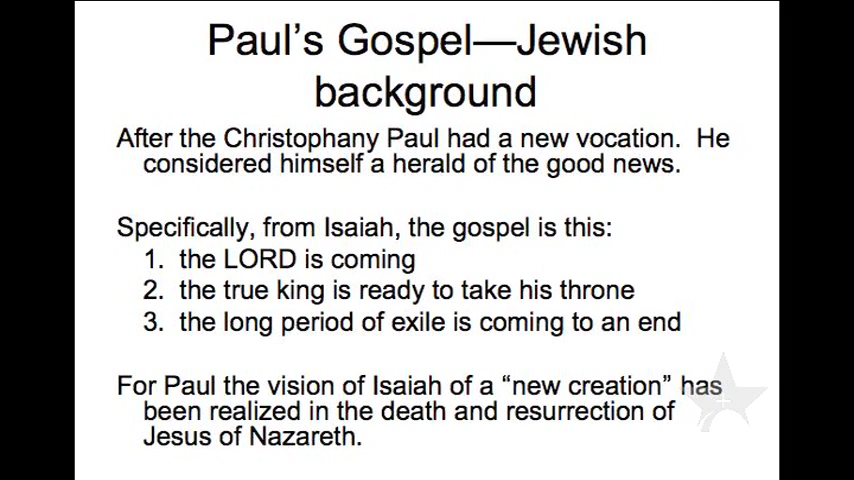 Paul’s Gospel—Jewish
background
After the Christophany Paul had a new vocation.  He
considered himself a herald of the good news.
Specifically, from Isaiah, the gospel is this:
1.  the LORD is coming
2.  the true king is ready to take his throne
3.  the long period of exile is coming to an end
For Paul the vision of Isaiah of a “new creation” has
been realized in the death and resurrection of
Jesus of Nazareth.